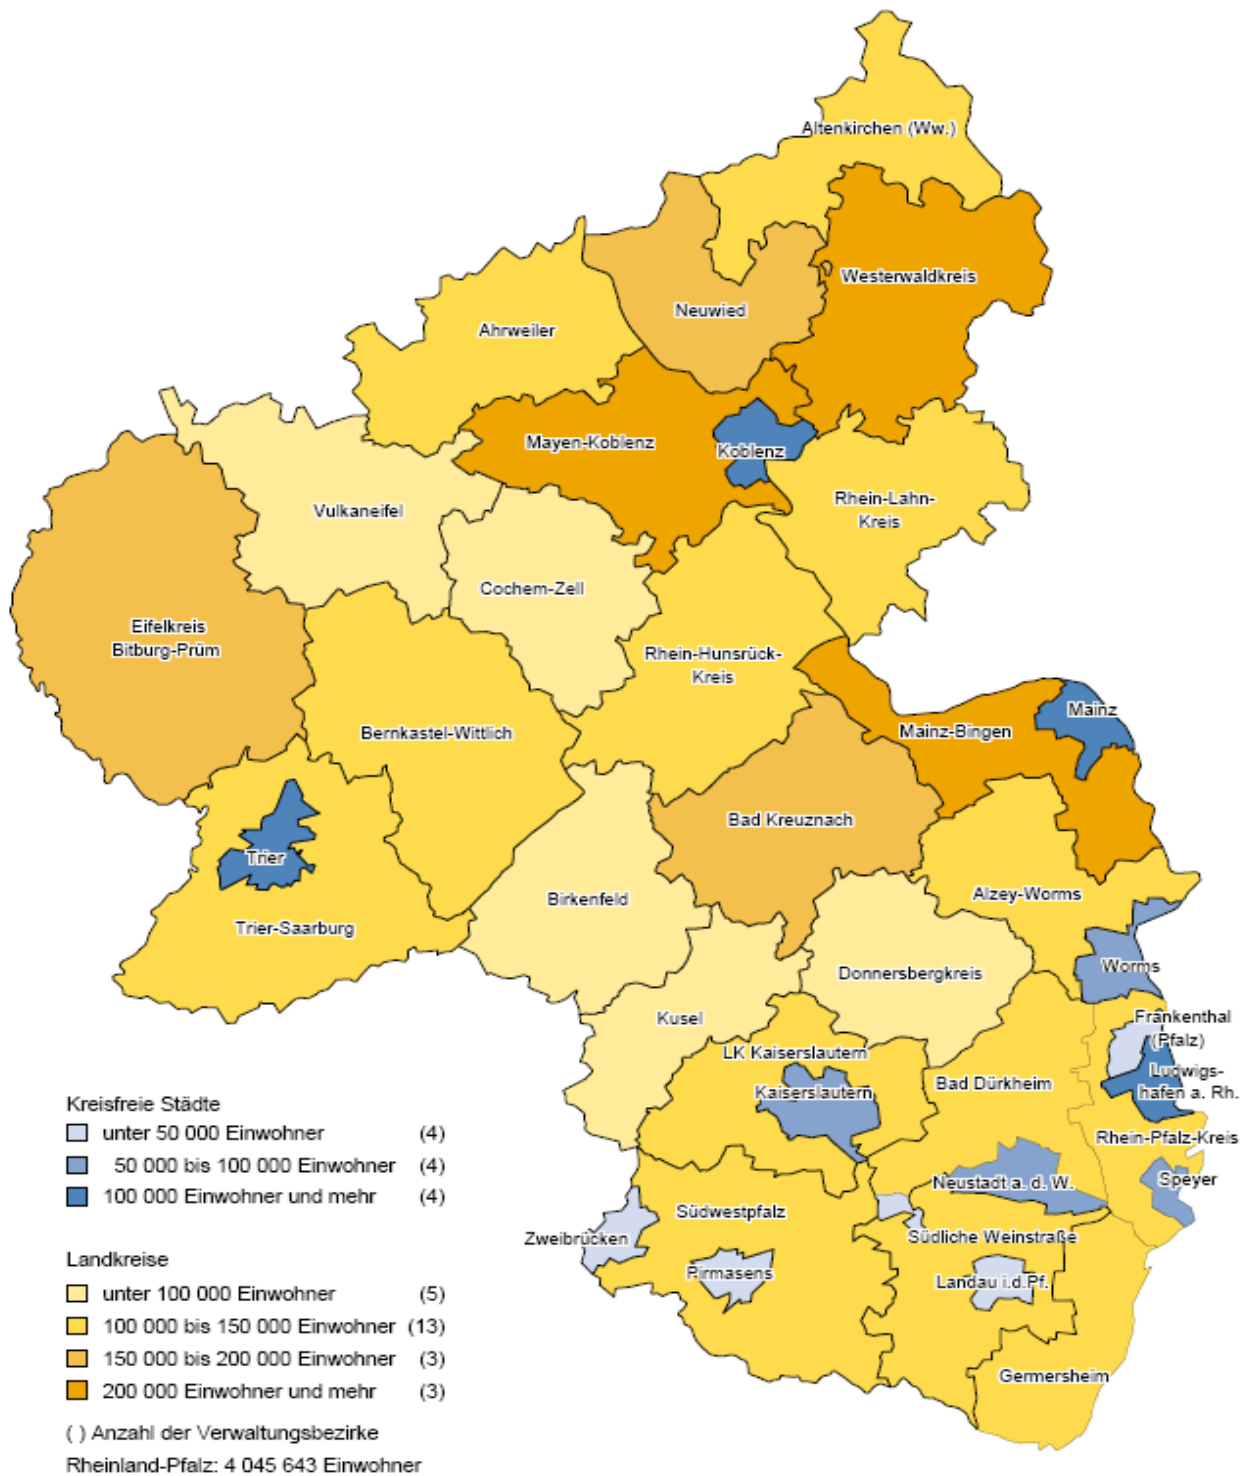 Altenkirchen (Ww.)
Westerwaldkreis
Neuwied
Ahrweiler
Mayen-Koblenz
Koblenz
Rhein-Lahn-
Kreis
Vulkaneifel
Cochem-Zell
Eifelkreis
Bitburg-Prüm
Rhein-Hunsrück-
Kreis
Bernkastel-Wittlich
Mainz
Mainz-Bingen
Bad Kreuznach
Trier
Trier-Saarburg
Birkenfeld
Alzey-Worms
Worms
Donnersbergkreis
Kusel
Frankenthal
(Pfalz)
LK Kaiserslautern
Kaiserslautern
Bad Dürkheim
Ludwigs-
hafen a. Rh.
Rhein-Pfalz-Kreis
Neustadt a. d. W.
Speyer
Südwestpfalz
Zweibrücken
Pirmasens
Südliche Weinstraße
Landau i.d.Pf.
Germersheim
Kreisfreie Städte
unter 50 000 Einwohner (4)
50 000 bis 100 000 Einwohner (4)
100 000 Einwohner und mehr (4)
Landkreise
unter 100 000 Einwohner (5)
100 000 bis 150 000 Einwohner (13)
150 000 bis 200 000 Einwohner (3)
200 000 Einwohner und mehr (3)
( ) Anzahl der Verwaltungsbezirke
Rheinland-Pfalz: 4 045 643 Einwohner